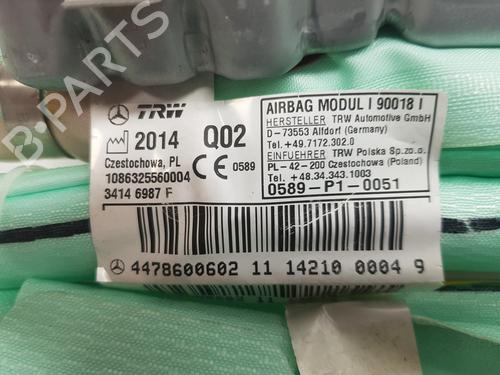 TRW
2014 Q02
Czestochowa, PL
0589
1086325560004
3414 6987 F
AIRBAG MODUL I 90018 I
HERSTELLER TRW Automotive GmbH
D-73553 Alfdorf (Germany)
Tel.+49.7172.302.0
EINFUEHRER TRW Polska Sp.zo.o.
PL-42-200 Czestochowa (Poland)
Tel.+48.34.343.1003
0589-P1-0051
4478600602 11 14210 0004 9
B-PARTS